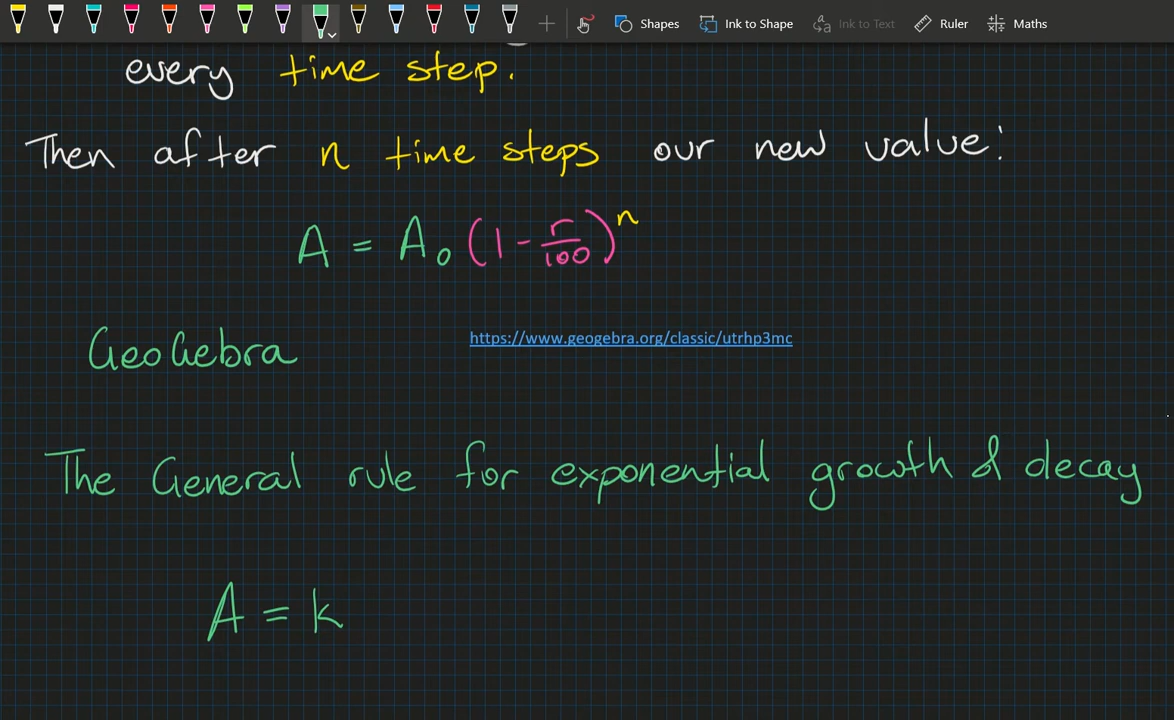 Shapes Ink to Shape Ink to Text Ruler Maths
every time step.
Then after n time steps our new value:
A = A₀ (1 - r/100)ⁿ
GeoGebra https://www.geogebra.org/classic/utrhp3mc
The General rule for exponential growth & decay
A = k